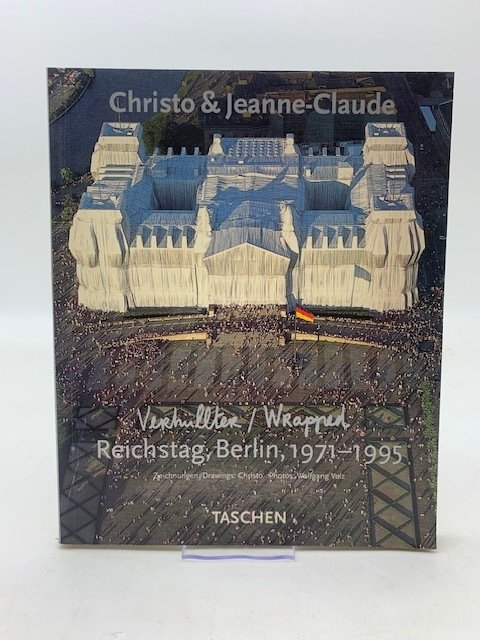 Christo & Jeanne-Claude
Verhüllter / Wrapped
Reichstag, Berlin, 1971–1995
Zeichnungen/Drawings: Christo Photos: Wolfgang Volz
TASCHEN